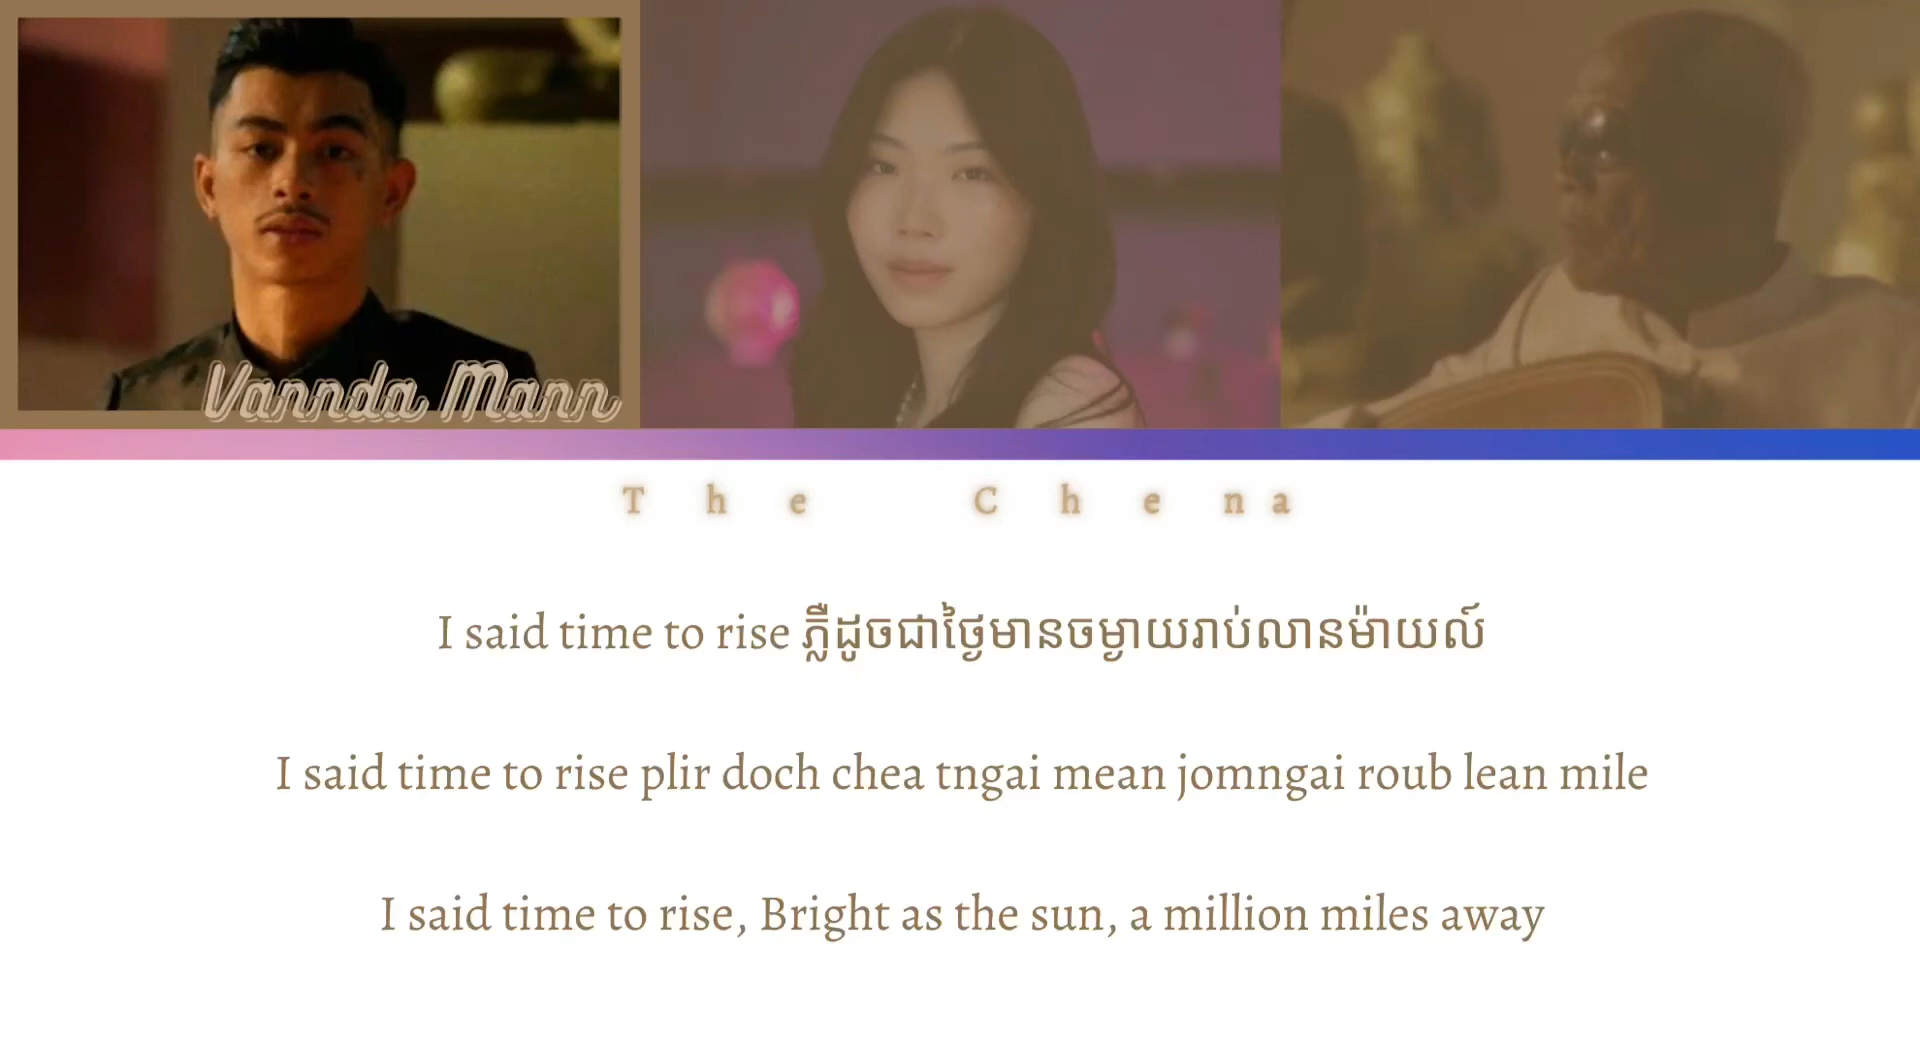 Vannda Mann
The Chena
I said time to rise ភ្លឺដូចជាថ្ងៃមានចម្ងាយរាប់លានម៉ាយល៍
I said time to rise plir doch chea tngai mean jomngai roub lean mile
I said time to rise, Bright as the sun, a million miles away